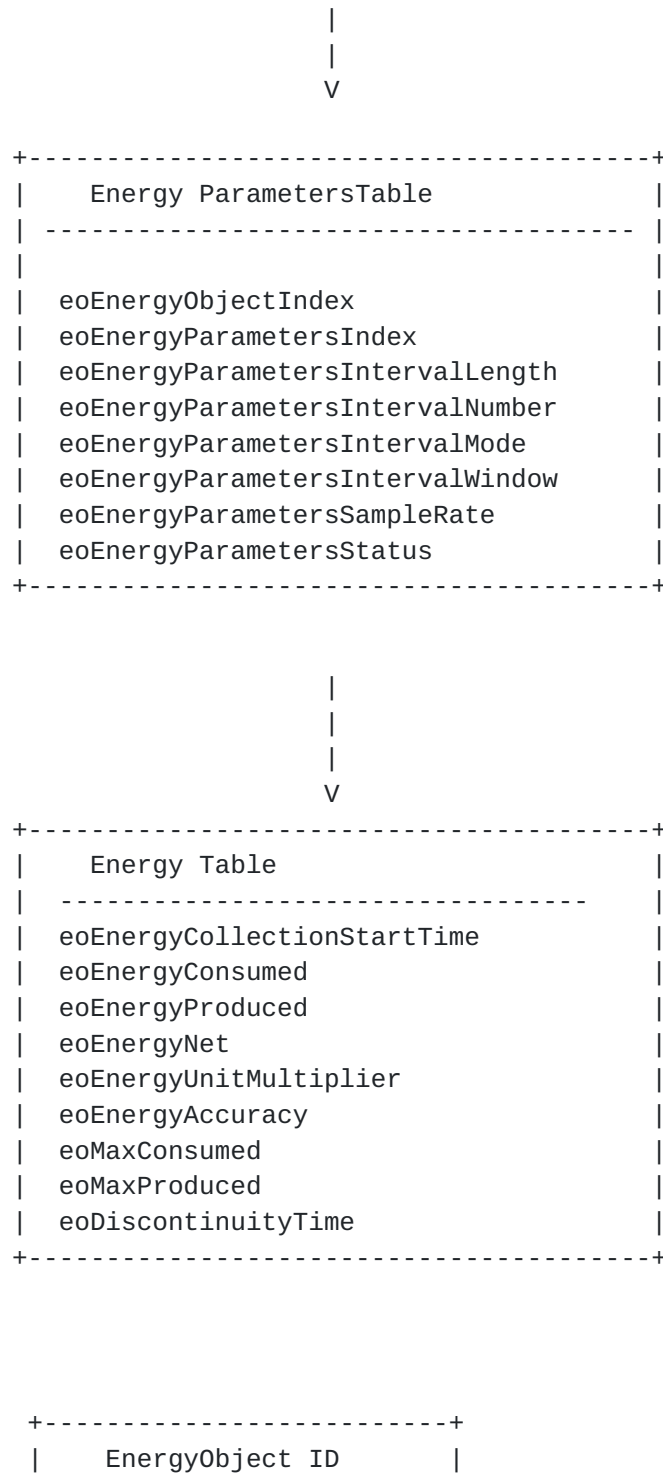 |
|
V
+----------------------------------------+
| Energy ParametersTable |
| -------------------------------------- |
| |
| eoEnergyObjectIndex |
| eoEnergyParametersIndex |
| eoEnergyParametersIntervalLength |
| eoEnergyParametersIntervalNumber |
| eoEnergyParametersIntervalMode |
| eoEnergyParametersIntervalWindow |
| eoEnergyParametersSampleRate |
| eoEnergyParametersStatus |
+----------------------------------------+
|
|
|
V
+----------------------------------------+
| Energy Table |
| ---------------------------------- |
| eoEnergyCollectionStartTime |
| eoEnergyConsumed |
| eoEnergyProduced |
| eoEnergyNet |
| eoEnergyUnitMultiplier |
| eoEnergyAccuracy |
| eoMaxConsumed |
| eoMaxProduced |
| eoDiscontinuityTime |
+----------------------------------------+
+--------------------------+
| EnergyObject ID |